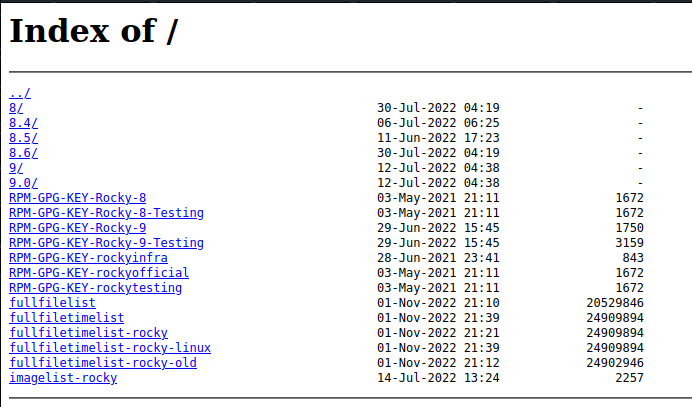 Index of /
../
8/ 30-Jul-2022 04:19 -
8.4/ 06-Jul-2022 06:25 -
8.5/ 11-Jun-2022 17:23 -
8.6/ 30-Jul-2022 04:19 -
9/ 12-Jul-2022 04:38 -
9.0/ 12-Jul-2022 04:38 -
RPM-GPG-KEY-Rocky-8 03-May-2021 21:11 1672
RPM-GPG-KEY-Rocky-8-Testing 03-May-2021 21:11 1672
RPM-GPG-KEY-Rocky-9 29-Jun-2022 15:45 1750
RPM-GPG-KEY-Rocky-9-Testing 29-Jun-2022 15:45 3159
RPM-GPG-KEY-rockyinfra 28-Jun-2021 23:41 843
RPM-GPG-KEY-rockyofficial 03-May-2021 21:11 1672
RPM-GPG-KEY-rockytesting 03-May-2021 21:11 1672
fullfilelist 01-Nov-2022 21:10 20529846
fullfiletimelist 01-Nov-2022 21:39 24909894
fullfiletimelist-rocky 01-Nov-2022 21:21 24909894
fullfiletimelist-rocky-linux 01-Nov-2022 21:39 24909894
fullfiletimelist-rocky-old 01-Nov-2022 21:12 24902946
imagelist-rocky 14-Jul-2022 13:24 2257